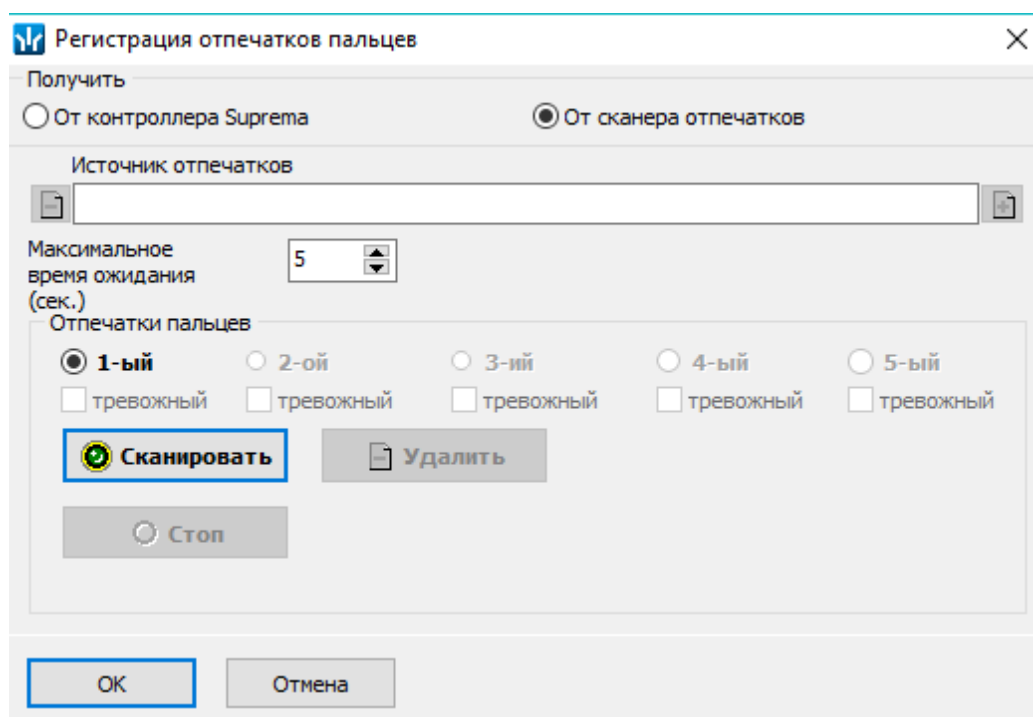 Регистрация отпечатков пальцев
Получить
От контроллера Suprema
От сканера отпечатков
Источник отпечатков
Максимальное
время ожидания
(сек.)
5
Отпечатки пальцев
1-ый
2-ой
3-ий
4-ый
5-ый
тревожный
тревожный
тревожный
тревожный
тревожный
Сканировать
Удалить
Стоп
OK
Отмена